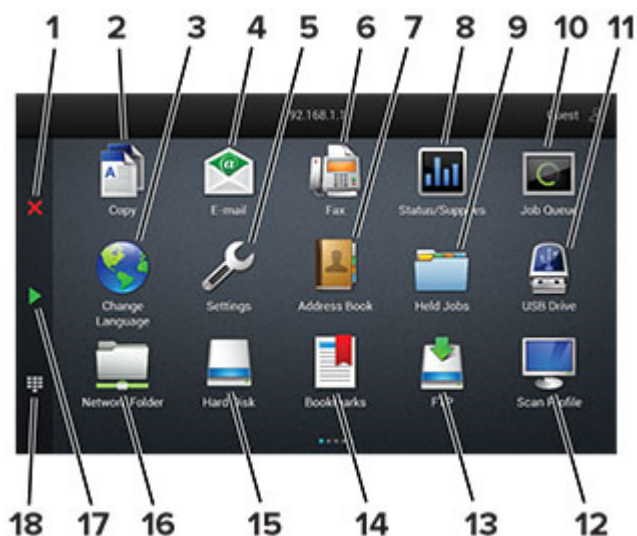 1 2 3 4 5 6 7 8 9 10 11
192.168.1.1 Guest
Copy E-mail Fax Status/Supplies Job Queue
Change Language Settings Address Book Held Jobs USB Drive
Network Folder Hard Disk Bookmarks FTP Scan Profile
18 17 16 15 14 13 12